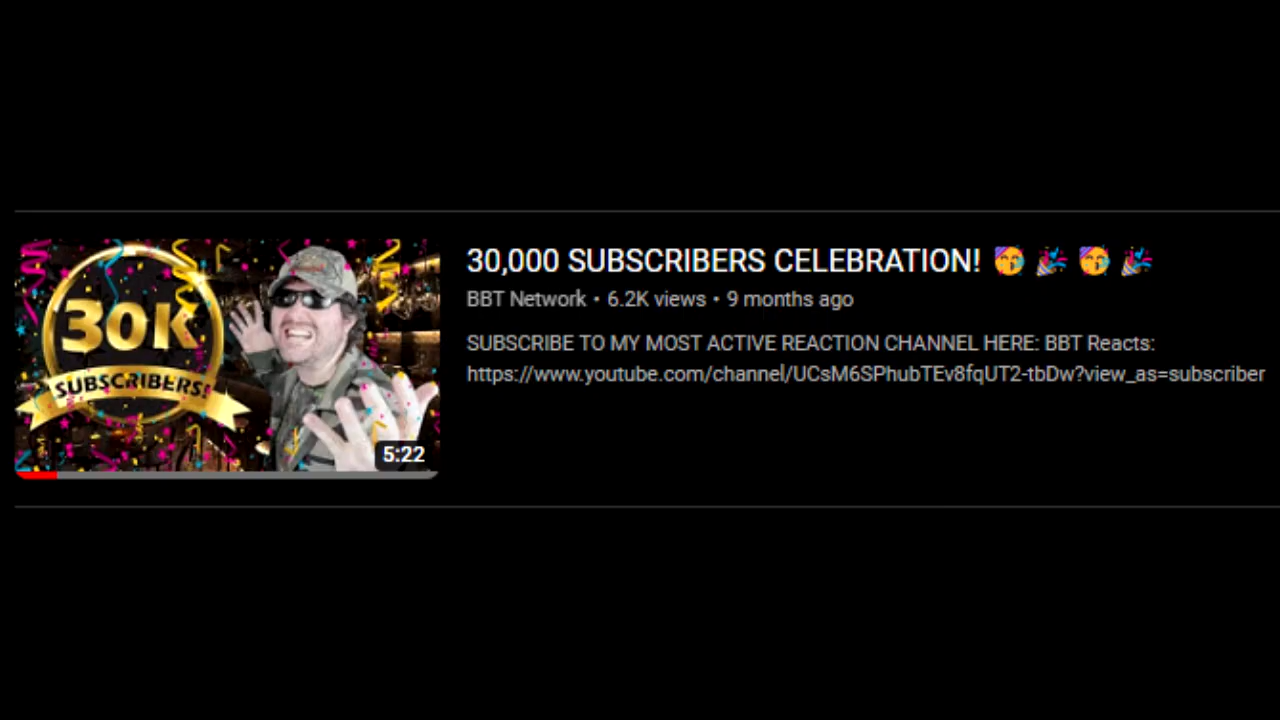 30K
SUBSCRIBERS!
5:22
30,000 SUBSCRIBERS CELEBRATION! 🥳 🎉 🥳 🎉
BBT Network • 6.2K views • 9 months ago
SUBSCRIBE TO MY MOST ACTIVE REACTION CHANNEL HERE: BBT Reacts:
https://www.youtube.com/channel/UCsM6SPhubTEv8fqUT2-tbDw?view_as=subscriber